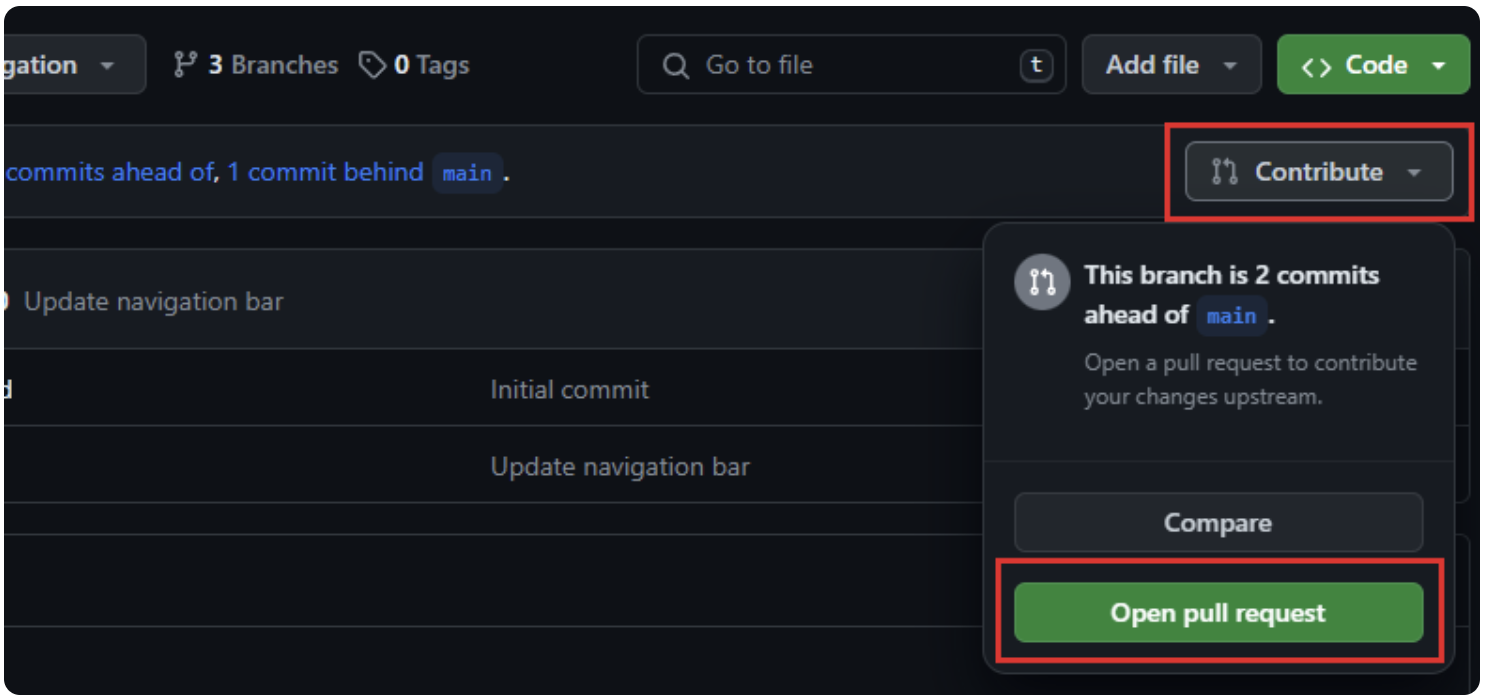 gation
3 Branches
0 Tags
Go to file
t
Add file
<> Code
commits ahead of, 1 commit behind main.
Contribute
This branch is 2 commits
ahead of main.
Open a pull request to contribute
your changes upstream.
Update navigation bar
d
Initial commit
Update navigation bar
Compare
Open pull request